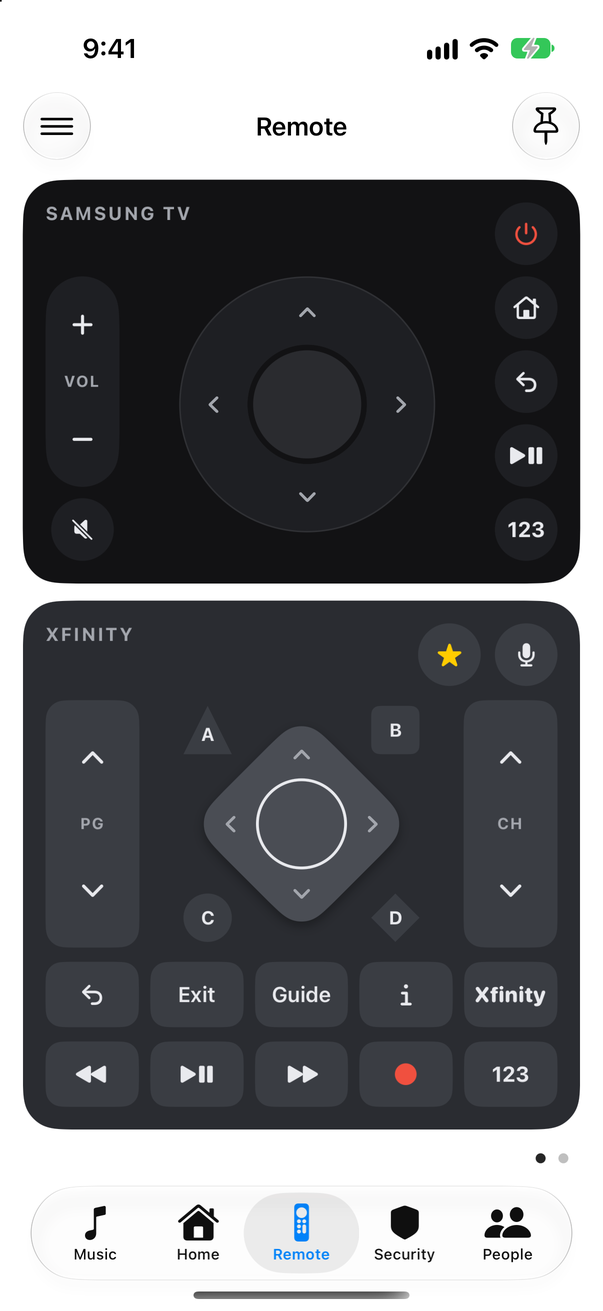 9:41
Remote
SAMSUNG TV
VOL
123
XFINITY
A
B
PG
CH
C
D
Exit
Guide
i
Xfinity
123
Music
Home
Remote
Security
People